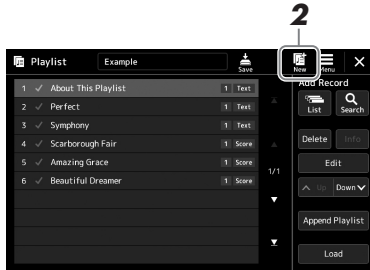 2
Playlist Example Save New Menu
Add Record
1 About This Playlist 1 Text
2 Perfect 1 Text
3 Symphony 1 Text
4 Scarborough Fair 1 Score
5 Amazing Grace 1 Score
6 Beautiful Dreamer 1 Score
1/1
List Search
Delete Info
Edit
Up Down
Append Playlist
Load